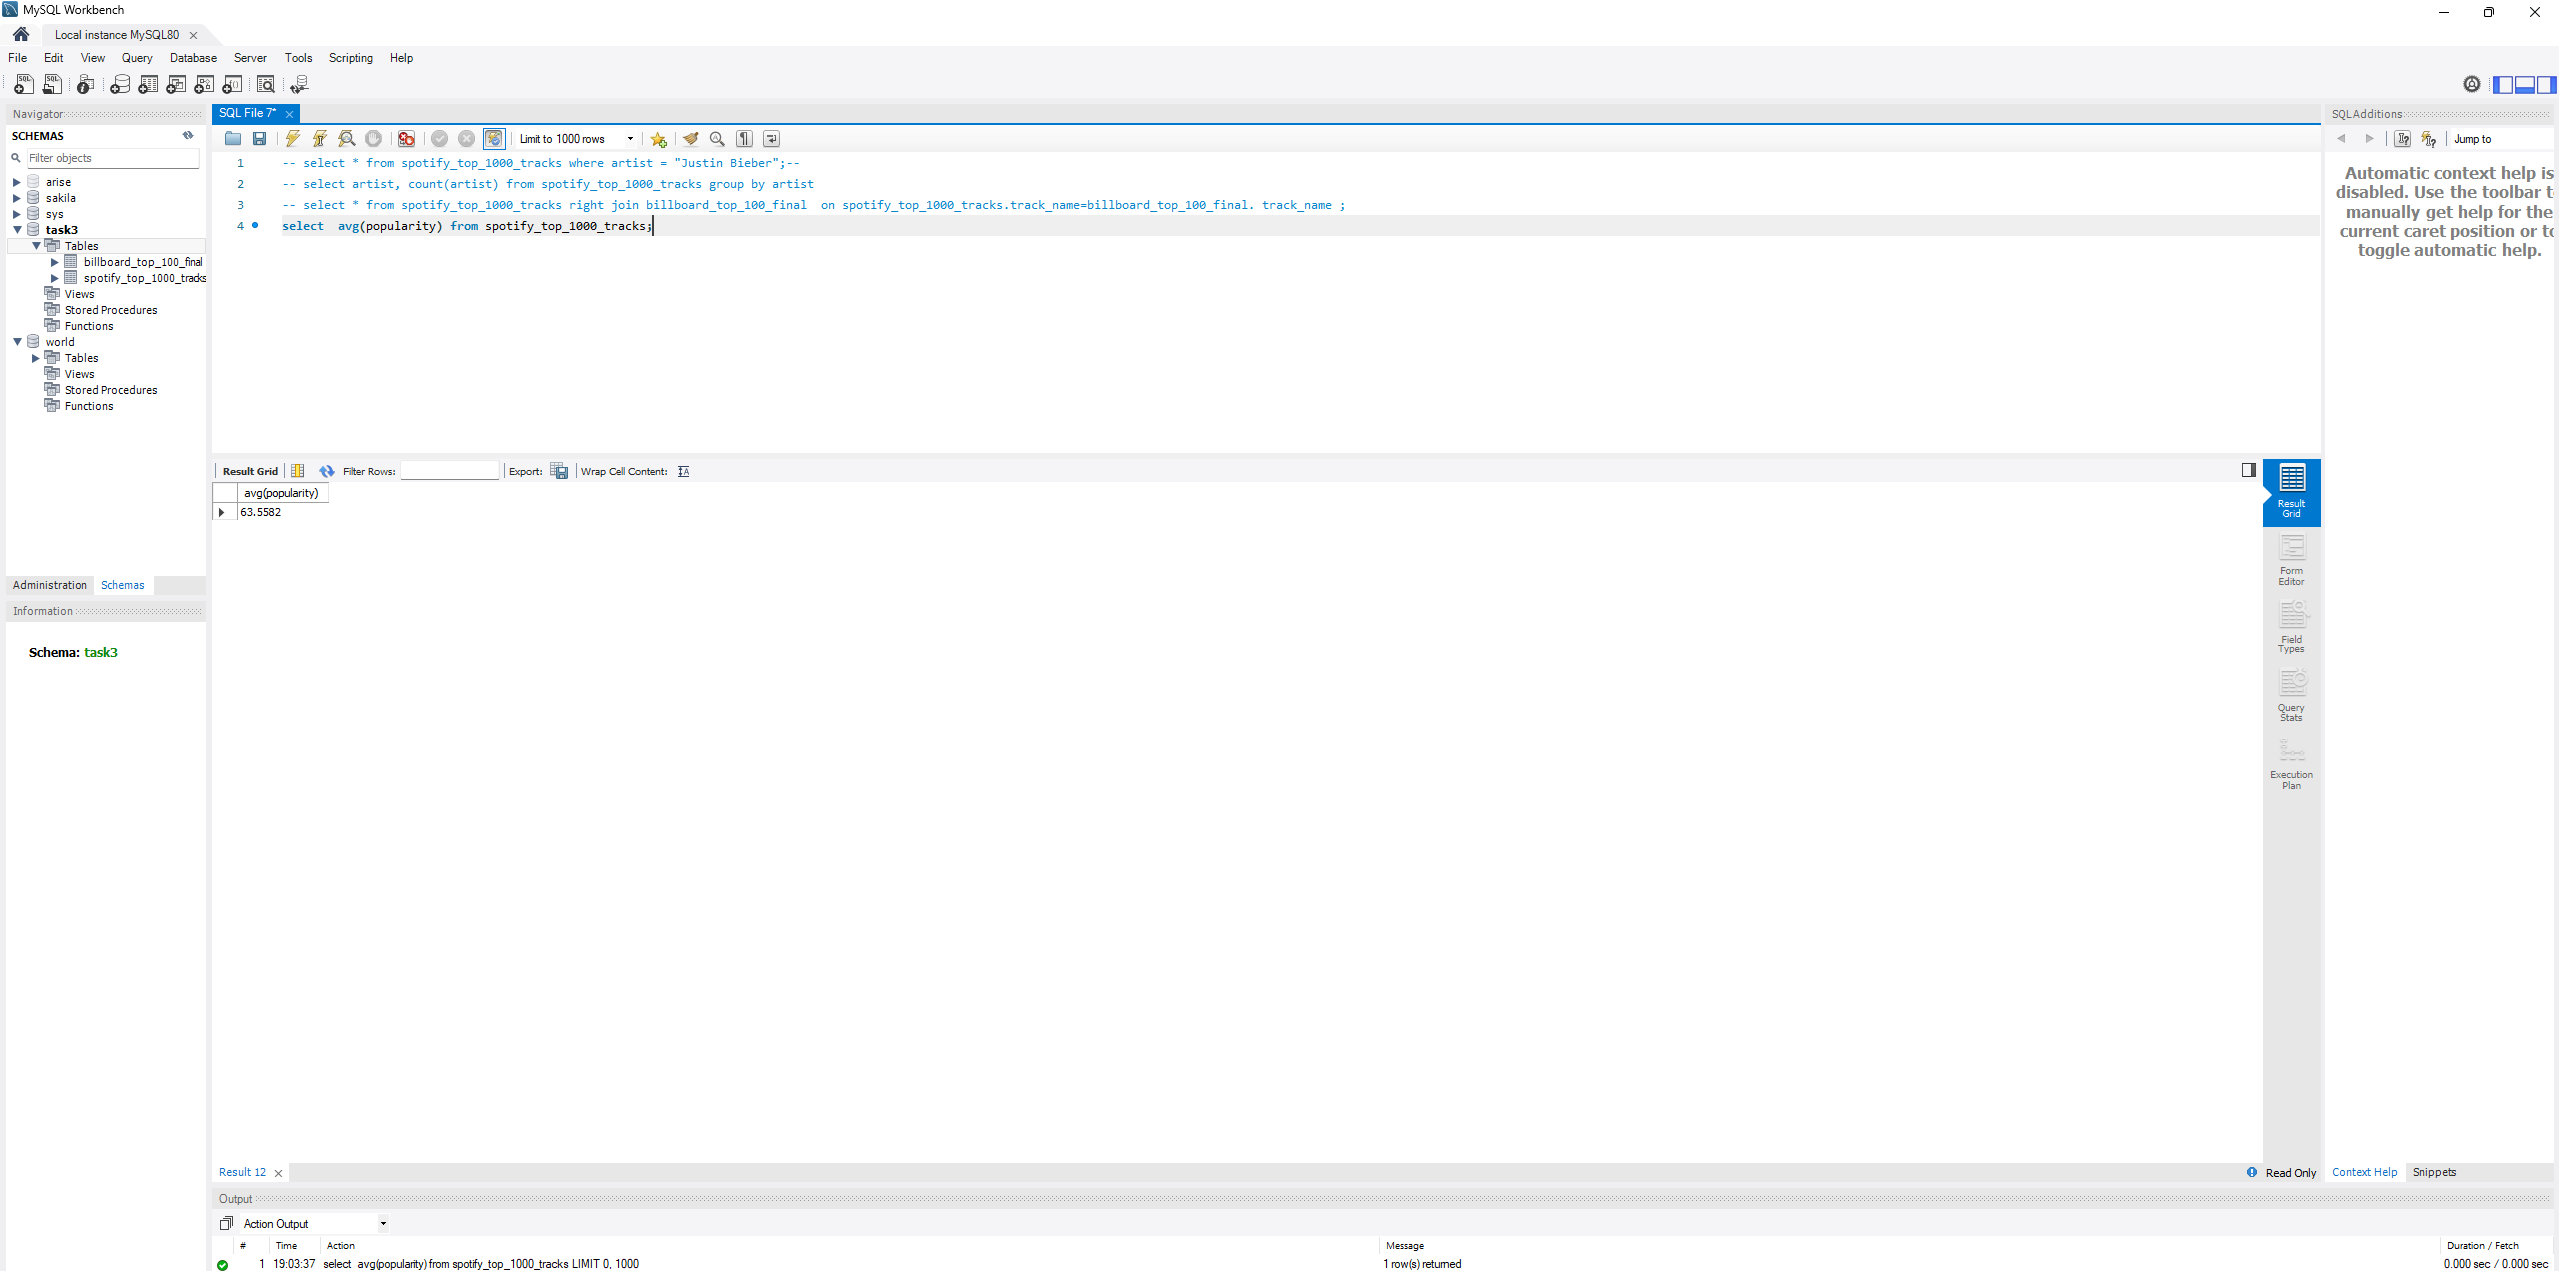 MySQL Workbench
Local instance MySQL80
File Edit View Query Database Server Tools Scripting Help
Navigator
SCHEMAS
Filter objects
arise
sakila
sys
task3
Tables
billboard_top_100_final
spotify_top_1000_tracks
Views
Stored Procedures
Functions
world
Tables
Views
Stored Procedures
Functions
Administration Schemas
Information
Schema: task3
SQL File 7*
Limit to 1000 rows
1 -- select * from spotify_top_1000_tracks where artist = "Justin Bieber";--
2 -- select artist, count(artist) from spotify_top_1000_tracks group by artist
3 -- select * from spotify_top_1000_tracks right join billboard_top_100_final  on spotify_top_1000_tracks.track_name=billboard_top_100_final. track_name ;
4 select  avg(popularity) from spotify_top_1000_tracks;
Result Grid Filter Rows: Export: Wrap Cell Content:
avg(popularity)
63.5582
Result Grid
Form Editor
Field Types
Query Stats
Execution Plan
Result 12
Read Only
SQLAdditions
Jump to
Automatic context help is
disabled. Use the toolbar t
manually get help for the
current caret position or to
toggle automatic help.
Context Help Snippets
Output
Action Output
# Time Action Message Duration / Fetch
1 19:03:37 select  avg(popularity) from spotify_top_1000_tracks LIMIT 0, 1000 1 row(s) returned 0.000 sec / 0.000 sec